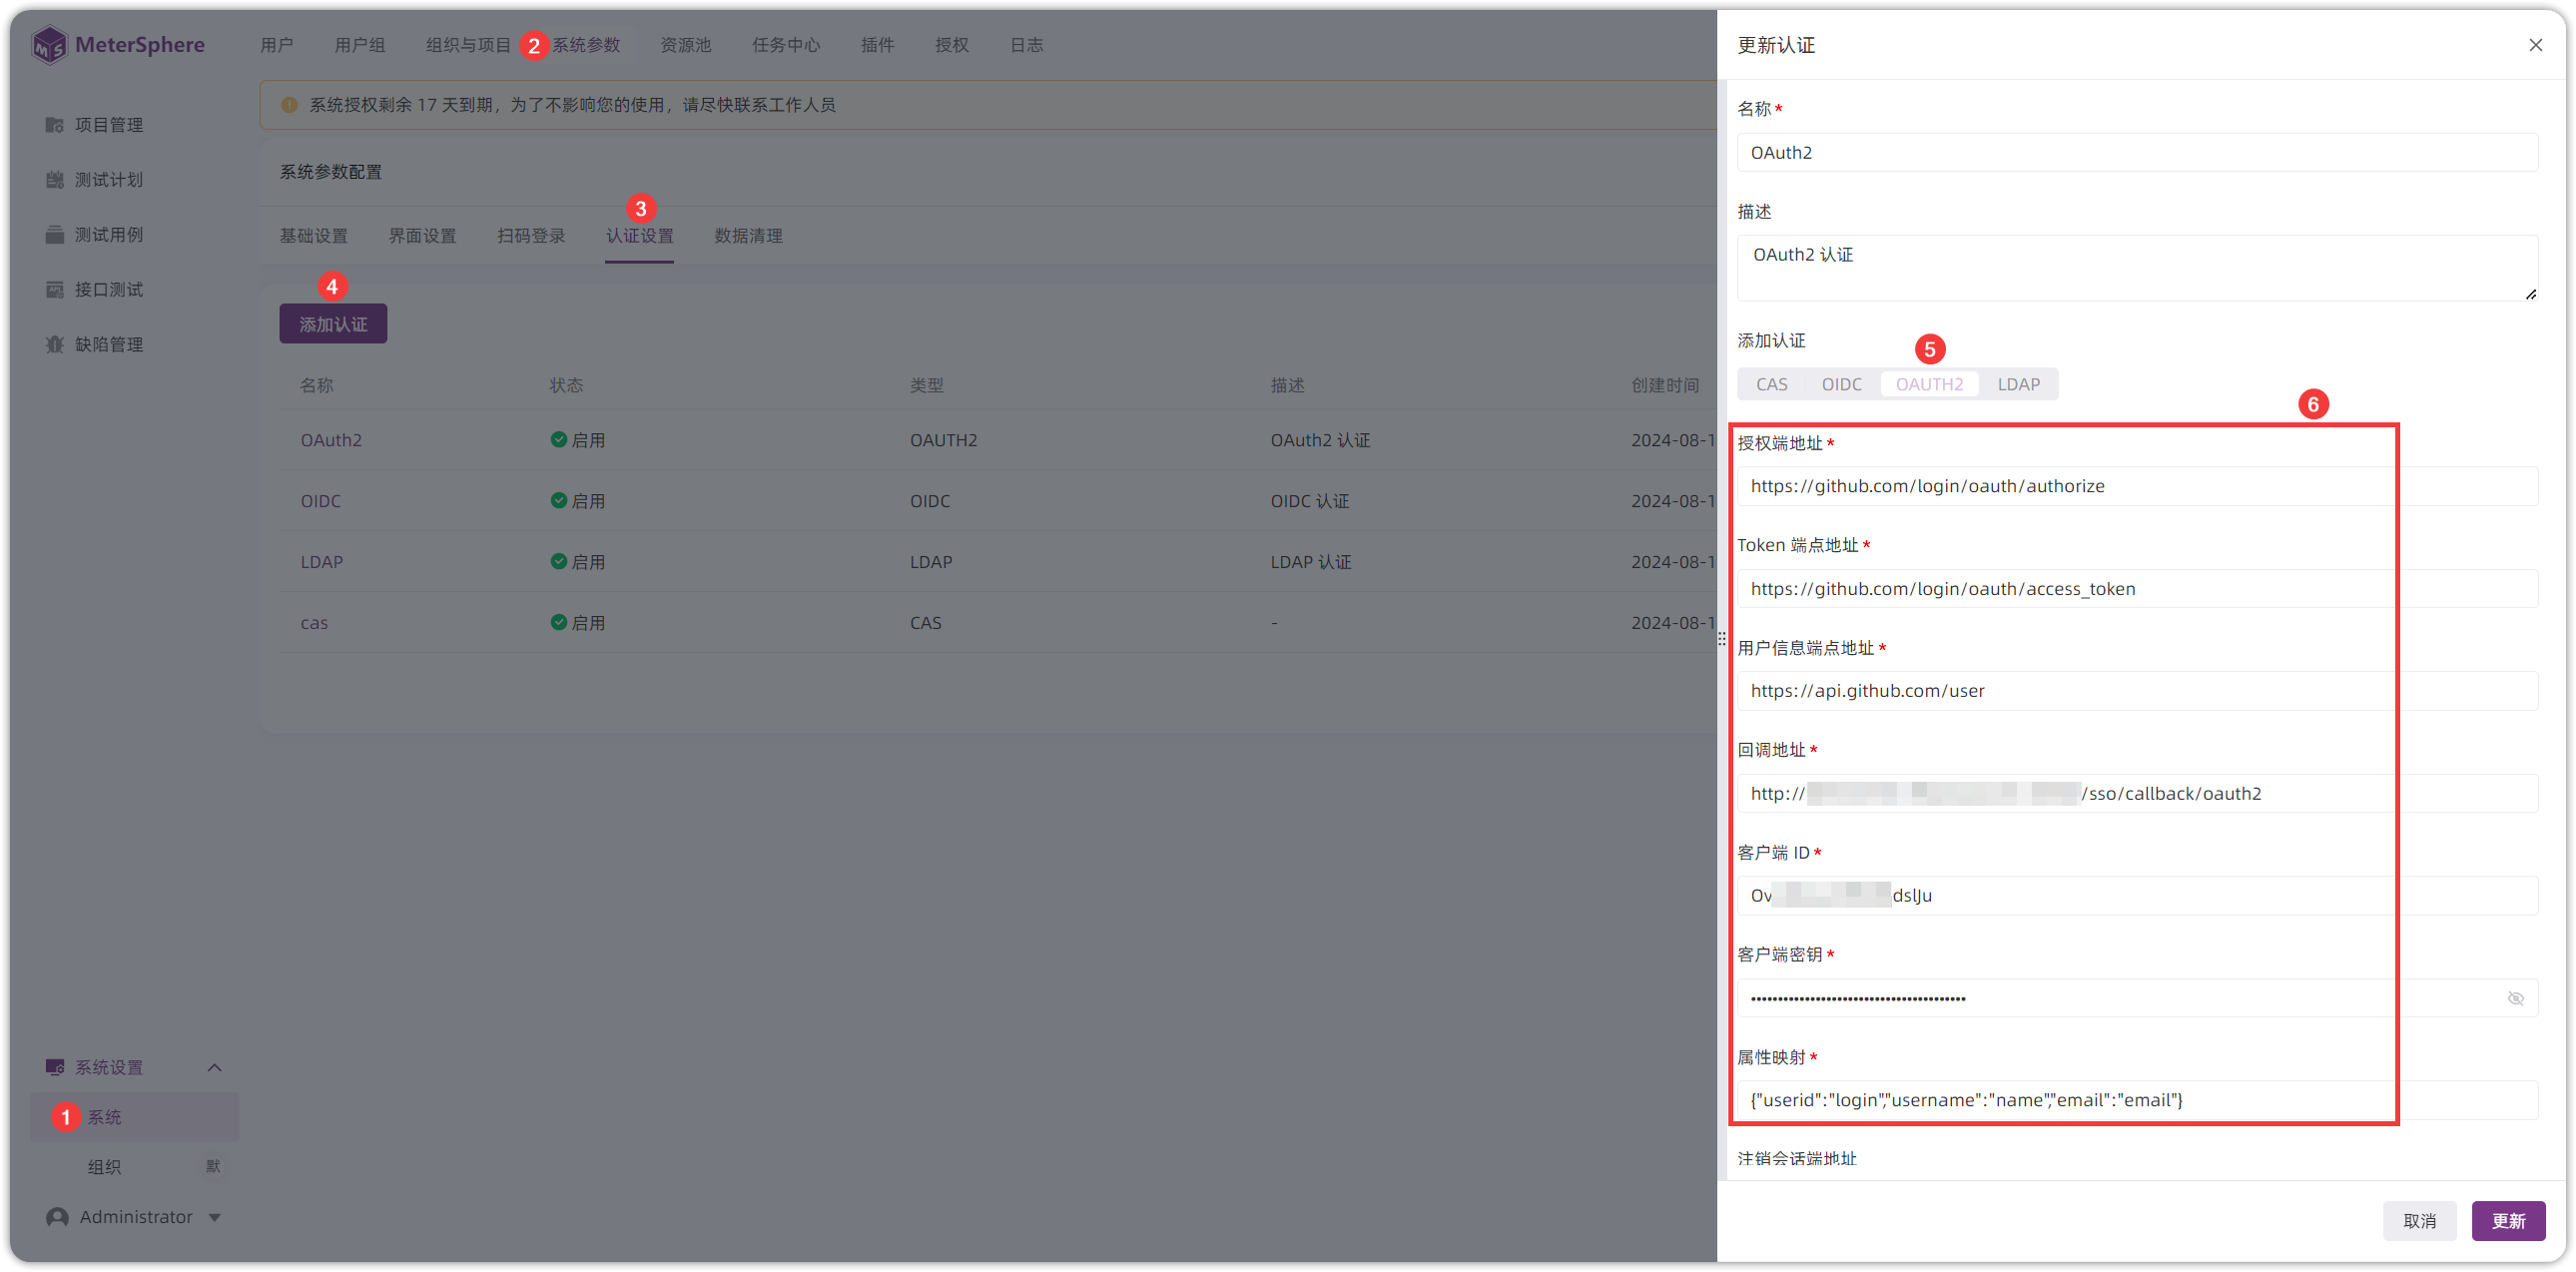 MeterSphere
用户
用户组
组织与项目
2
系统参数
资源池
任务中心
插件
授权
日志
项目管理
测试计划
测试用例
接口测试
缺陷管理
系统设置
1
系统
组织
默
Administrator
系统授权剩余 17 天到期，为了不影响您的使用，请尽快联系工作人员
系统参数配置
3
基础设置
界面设置
扫码登录
认证设置
数据清理
4
添加认证
名称 状态 类型 描述 创建时间
OAuth2 启用 OAUTH2 OAuth2 认证 2024-08-1
OIDC 启用 OIDC OIDC 认证 2024-08-1
LDAP 启用 LDAP LDAP 认证 2024-08-1
cas 启用 CAS - 2024-08-1
更新认证
名称*
OAuth2
描述
OAuth2 认证
添加认证
5
CAS OIDC OAUTH2 LDAP
6
授权端地址*
https://github.com/login/oauth/authorize
Token 端点地址*
https://github.com/login/oauth/access_token
用户信息端点地址*
https://api.github.com/user
回调地址*
http:// /sso/callback/oauth2
客户端 ID*
Ov dslJu
客户端密钥*
属性映射*
{"userid":"login","username":"name","email":"email"}
注销会话端地址
取消
更新